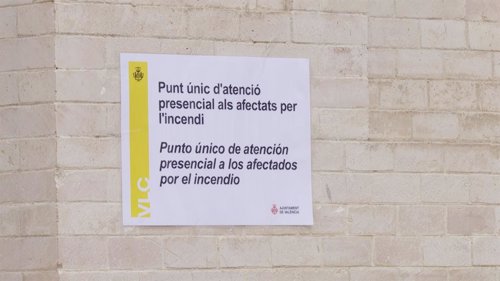 Punt únic d'atenció
presencial als afectats per
l'incendi
Punto único de atención
presencial a los afectados
por el incendio
VLC
AJUNTAMENT
DE VALÈNCIA